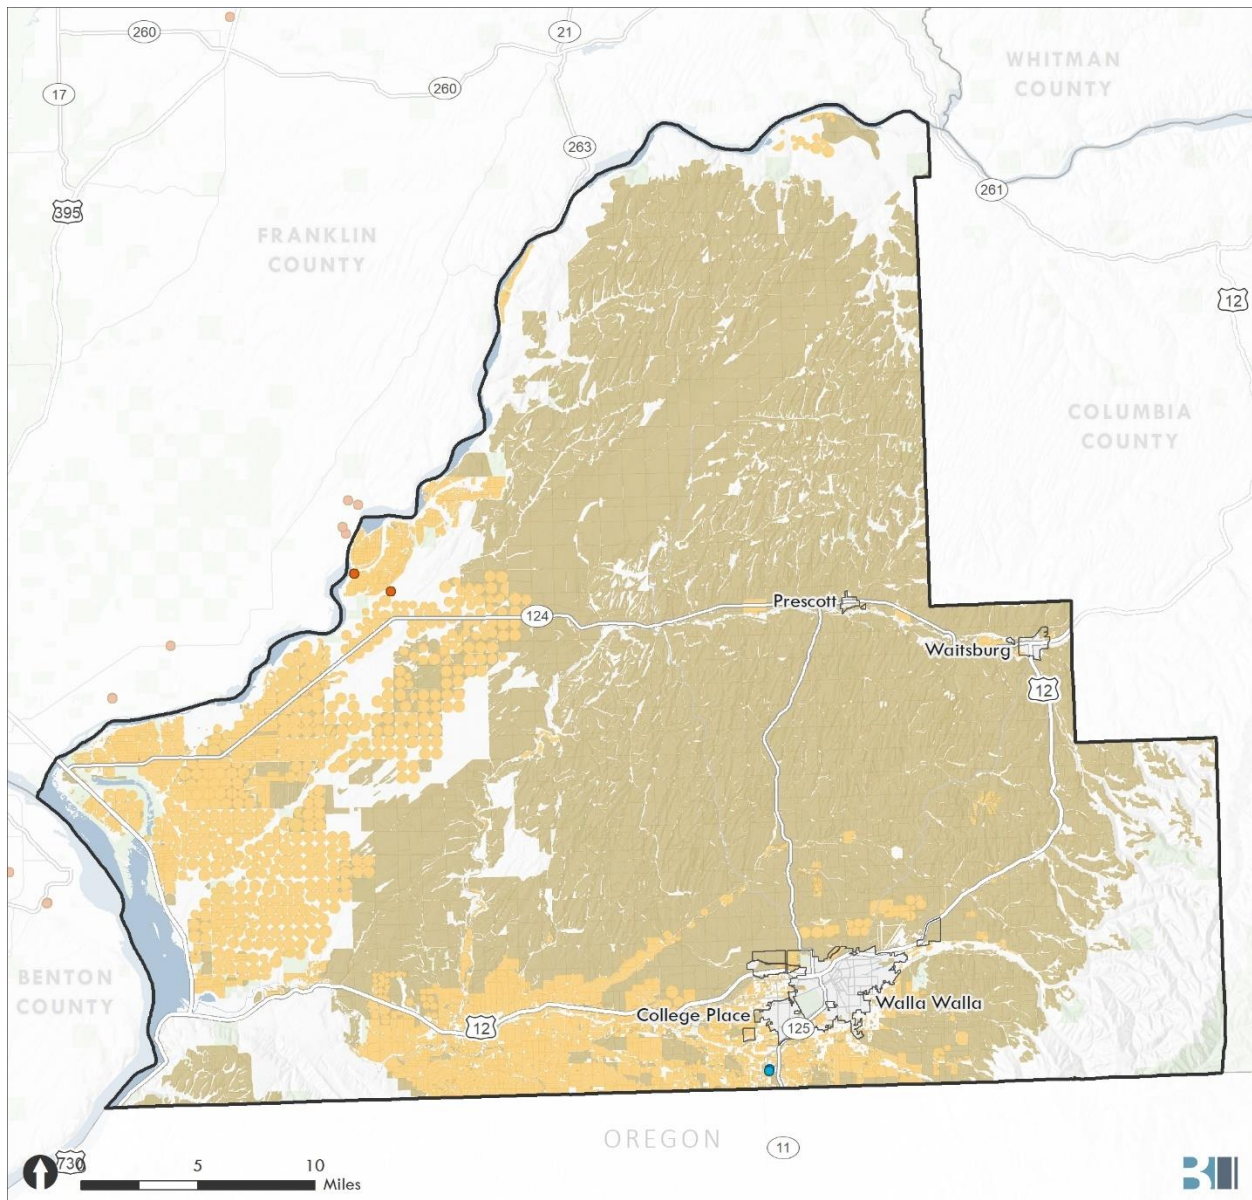 260
21
WHITMAN
COUNTY
17
260
263
261
395
FRANKLIN
COUNTY
12
COLUMBIA
COUNTY
124
Prescott
Waitsburg
12
BENTON
COUNTY
12
College Place
Walla Walla
125
OREGON
11
730
0 5 10
Miles